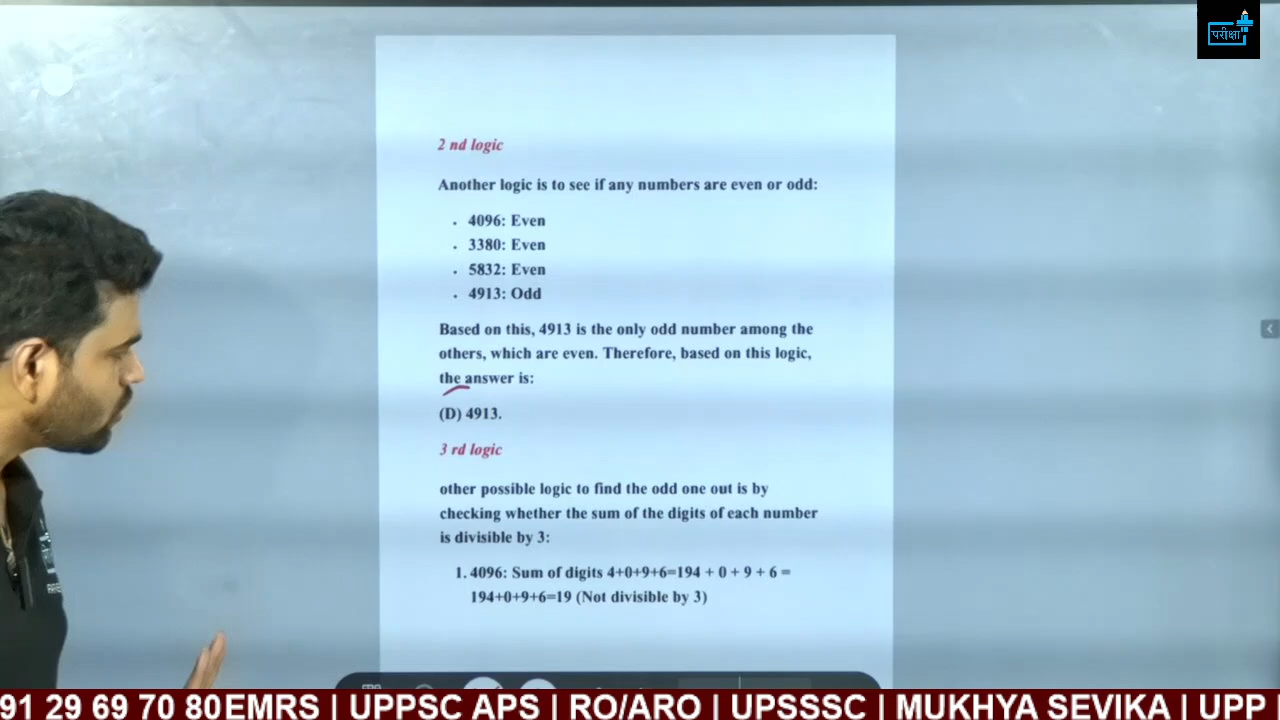 परीक्षा
2 nd logic
Another logic is to see if any numbers are even or odd:
• 4096: Even
• 3380: Even
• 5832: Even
• 4913: Odd
Based on this, 4913 is the only odd number among the
others, which are even. Therefore, based on this logic,
the answer is:
(D) 4913.
3 rd logic
other possible logic to find the odd one out is by
checking whether the sum of the digits of each number
is divisible by 3:
1. 4096: Sum of digits 4+0+9+6=194 + 0 + 9 + 6 =
194+0+9+6=19 (Not divisible by 3)
91 29 69 70 80EMRS | UPPSC APS | RO/ARO | UPSSSC | MUKHYA SEVIKA | UPP